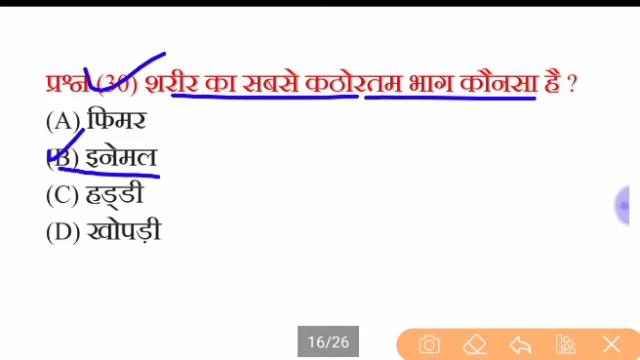 प्रश्न (30) शरीर का सबसे कठोरतम भाग कौनसा है ?
(A) फिमर
(B) इनेमल
(C) हड्डी
(D) खोपड़ी
16/26